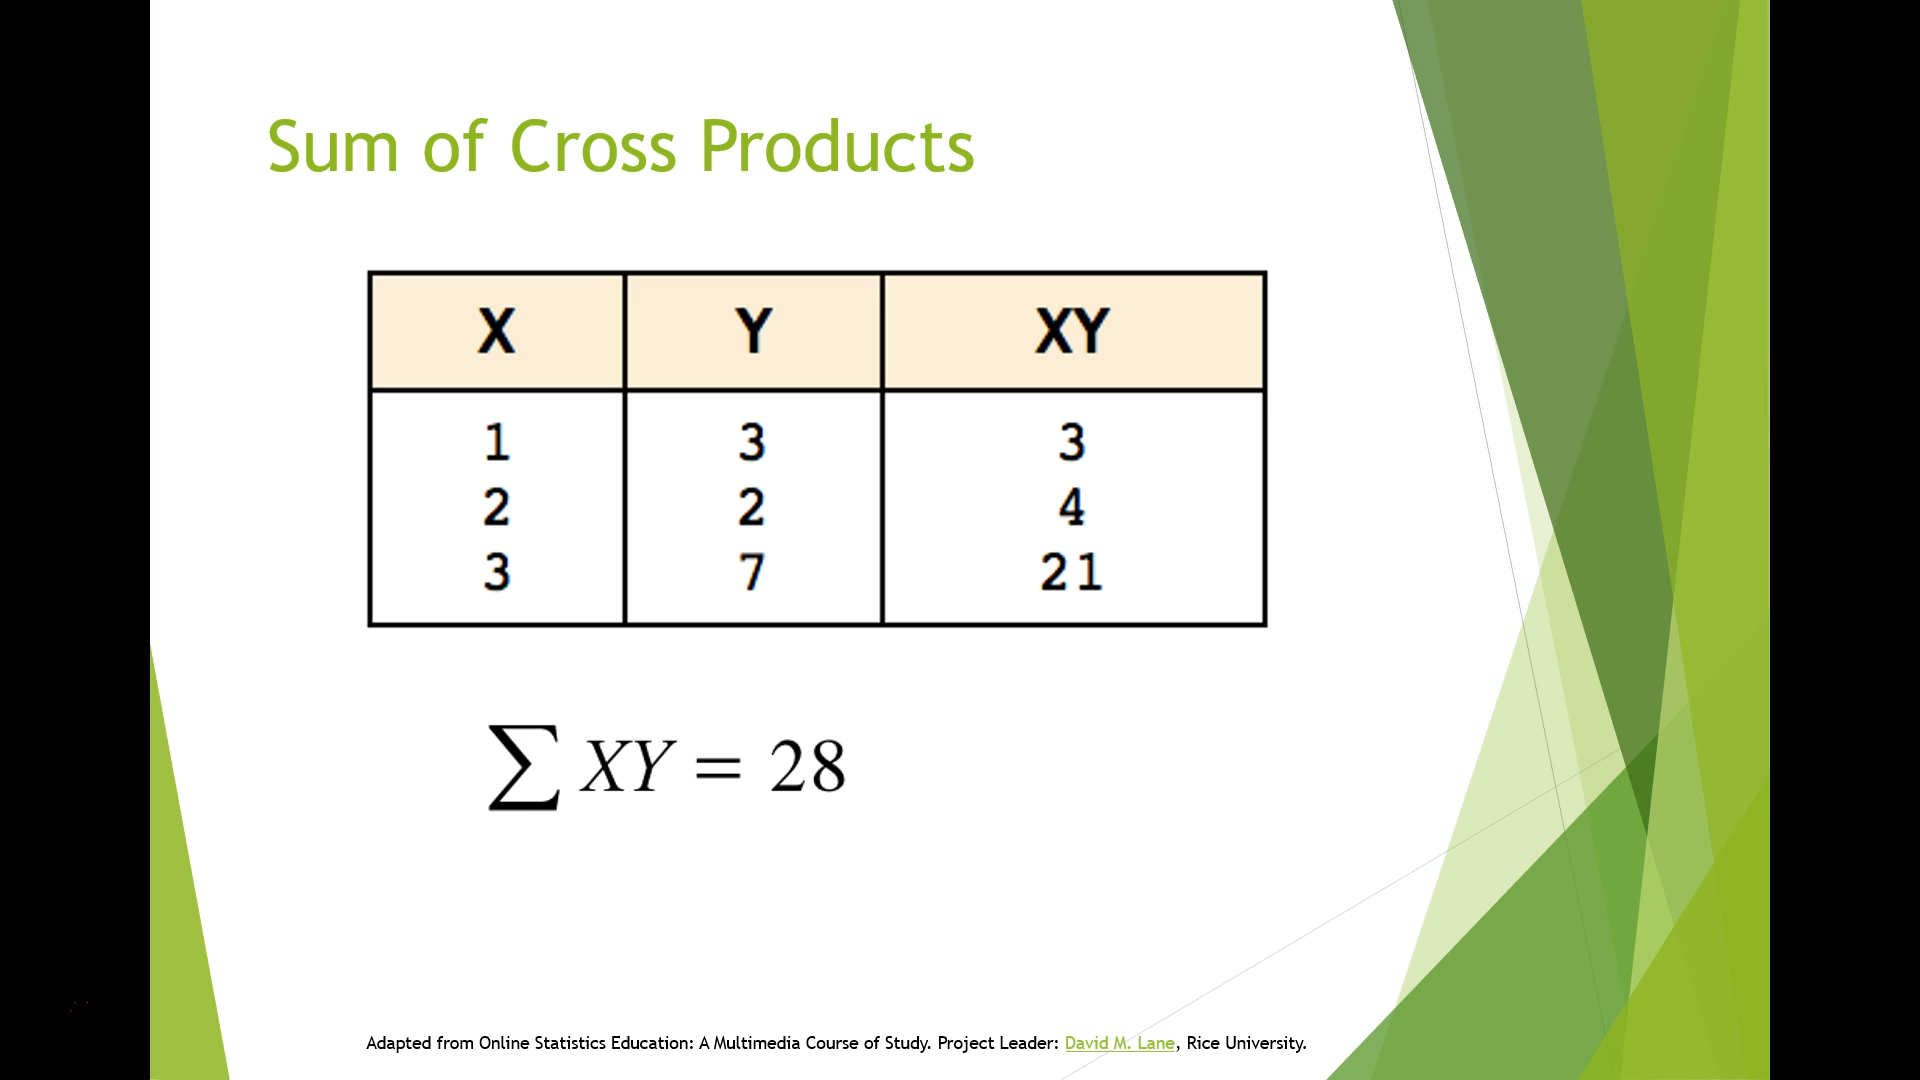 Sum of Cross Products
X Y XY
1 3 3
2 2 4
3 7 21
∑ XY = 28
Adapted from Online Statistics Education: A Multimedia Course of Study. Project Leader: David M. Lane, Rice University.